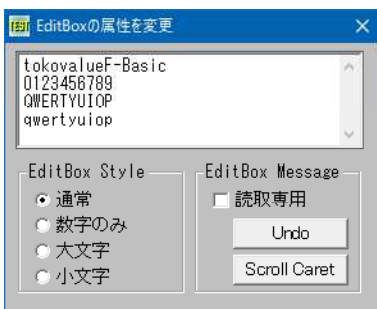 TEST EditBoxの属性を変更
tokovalueF-Basic
0123456789
QWERTYUIOP
qwertyuiop
EditBox Style
通常
数字のみ
大文字
小文字
EditBox Message
読取専用
Undo
Scroll Caret